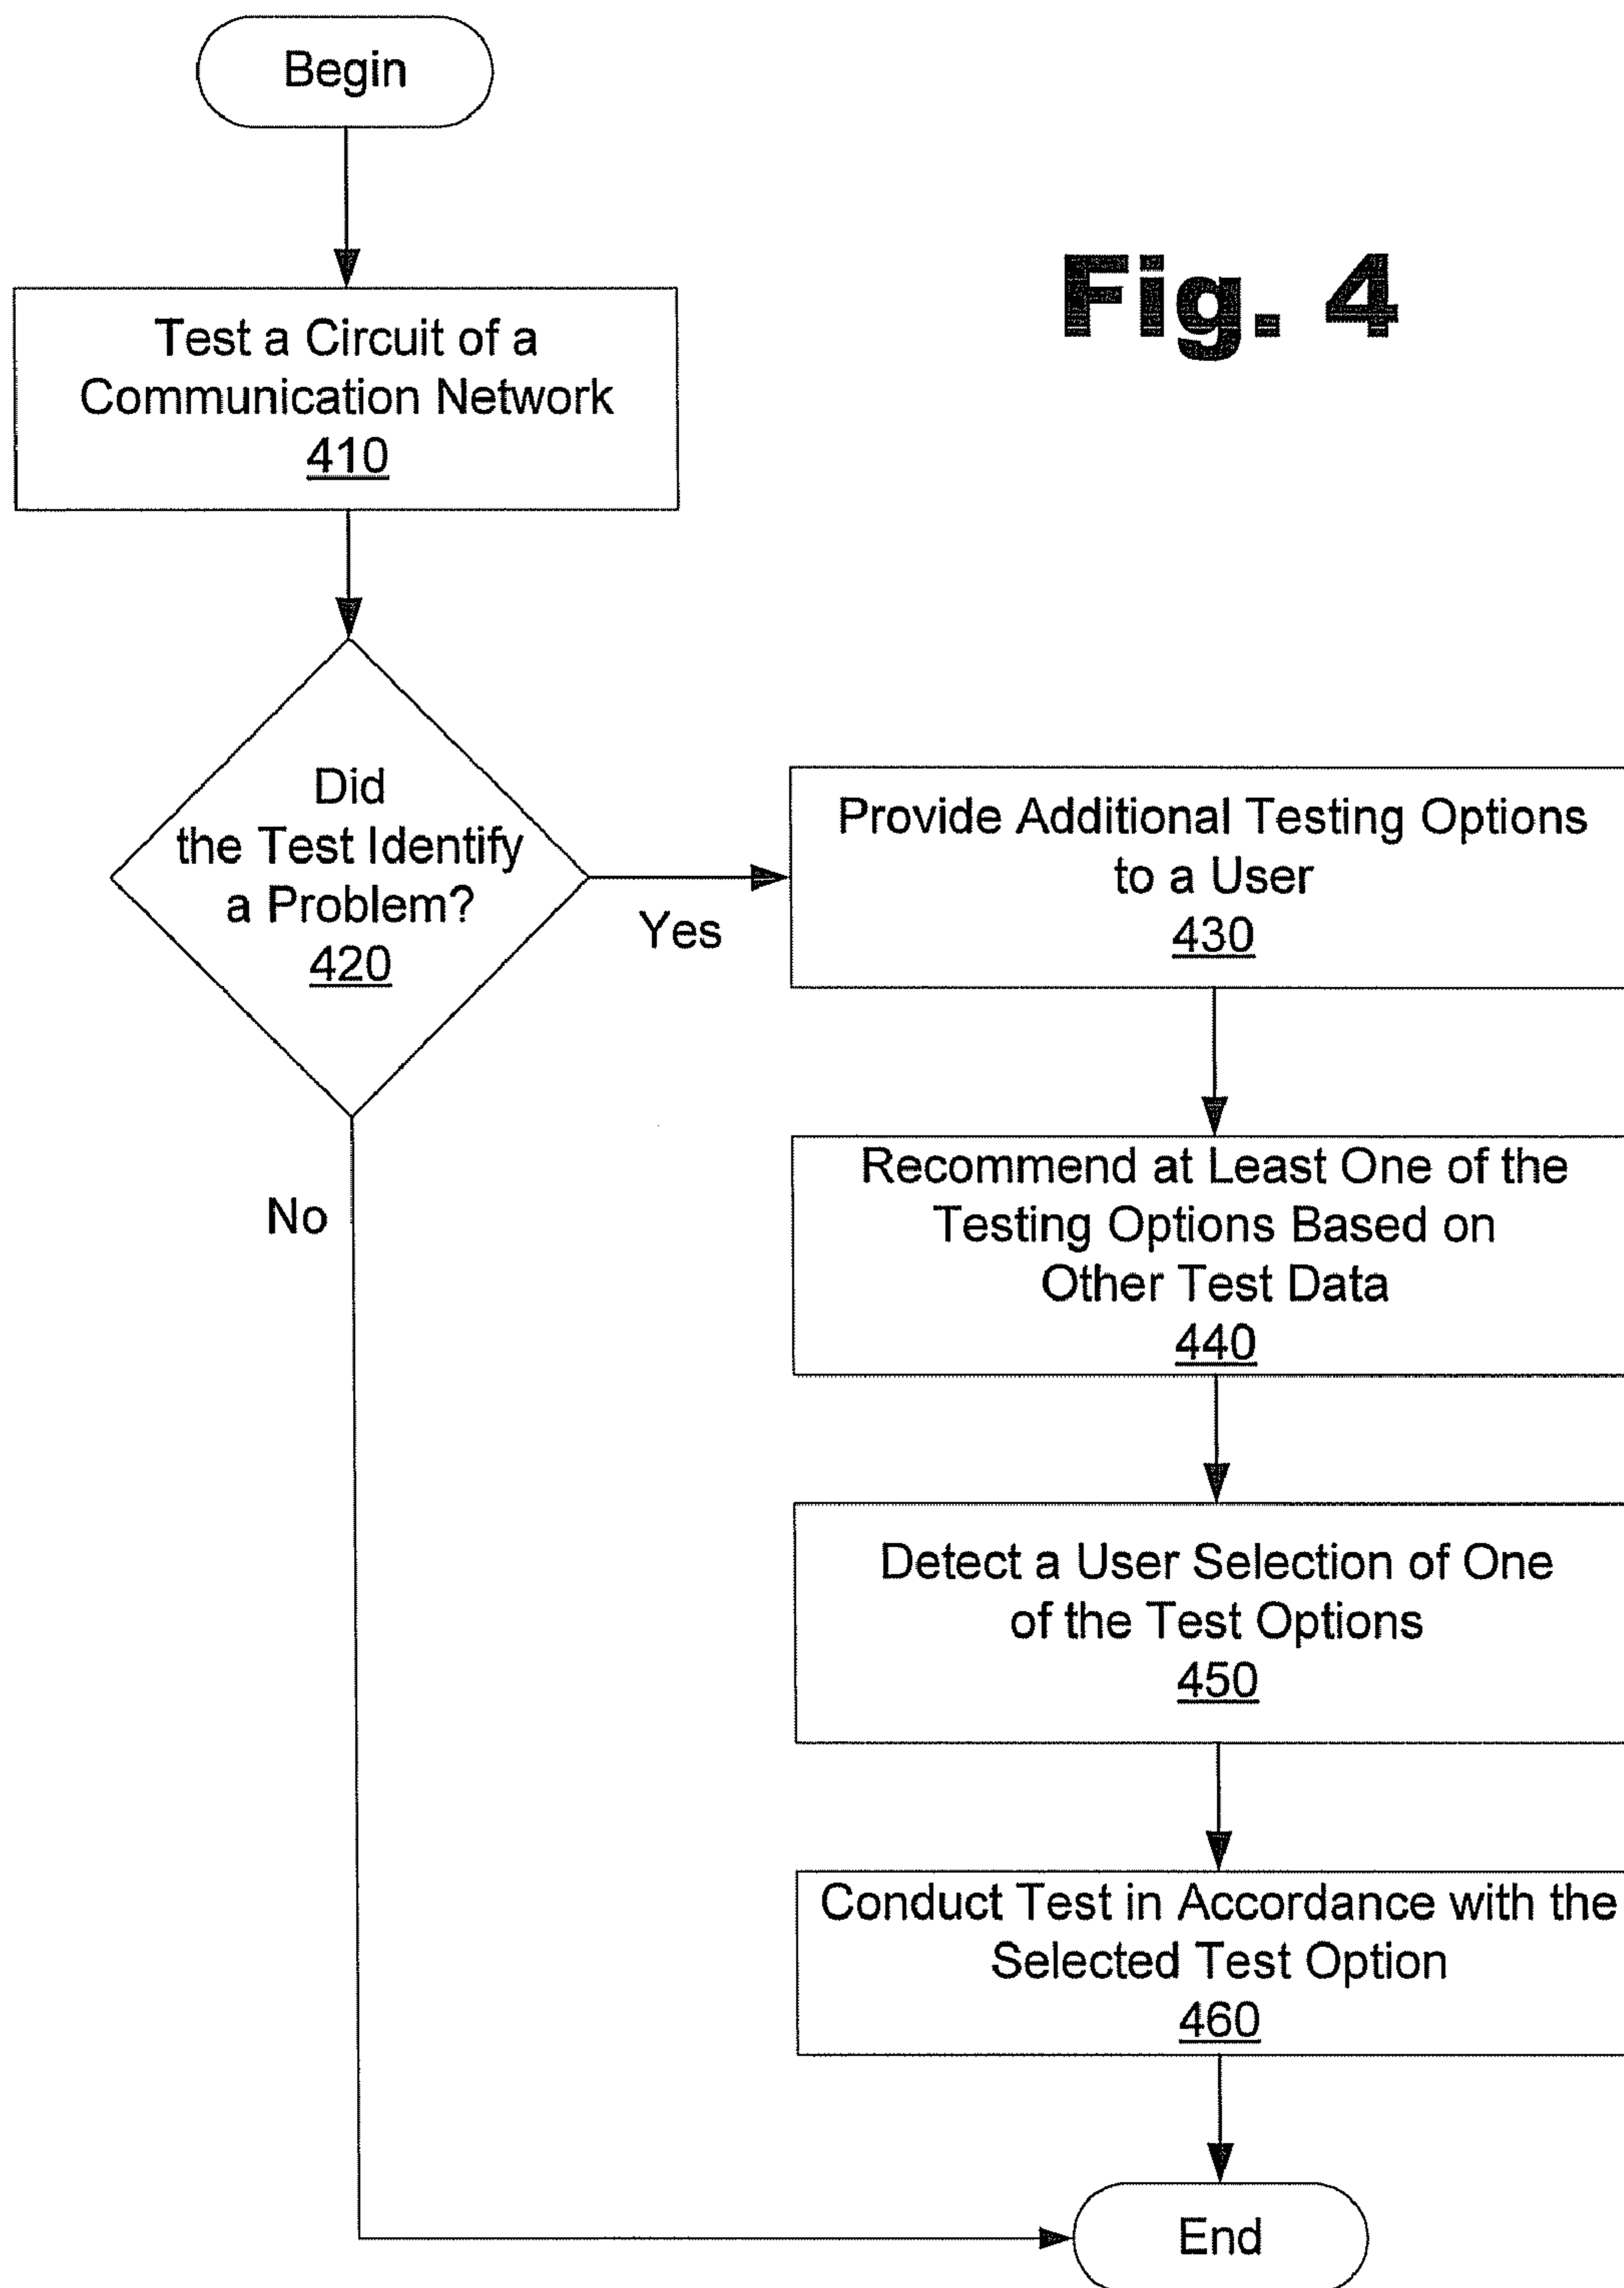 Begin
Fig. 4
Test a Circuit of a
Communication Network
410
Did
the Test Identify
a Problem?
420
Yes
No
Provide Additional Testing Options
to a User
430
Recommend at Least One of the
Testing Options Based on
Other Test Data
440
Detect a User Selection of One
of the Test Options
450
Conduct Test in Accordance with the
Selected Test Option
460
End